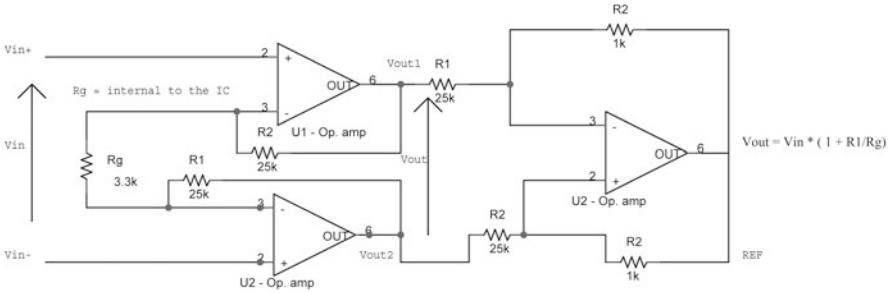 Vin+
2
+
OUT
6
Vout1
R1
25k
R2
1k
Rg = internal to the IC
3
-
U1 - Op. amp
R2
25k
Vin
Rg
3.3k
R1
25k
Vout
3
-
OUT
6
2
+
U2 - Op. amp
Vout = Vin * ( 1 + R1/Rg)
3
-
OUT
6
Vin-
2
+
U2 - Op. amp
Vout2
R2
25k
R2
1k
REF